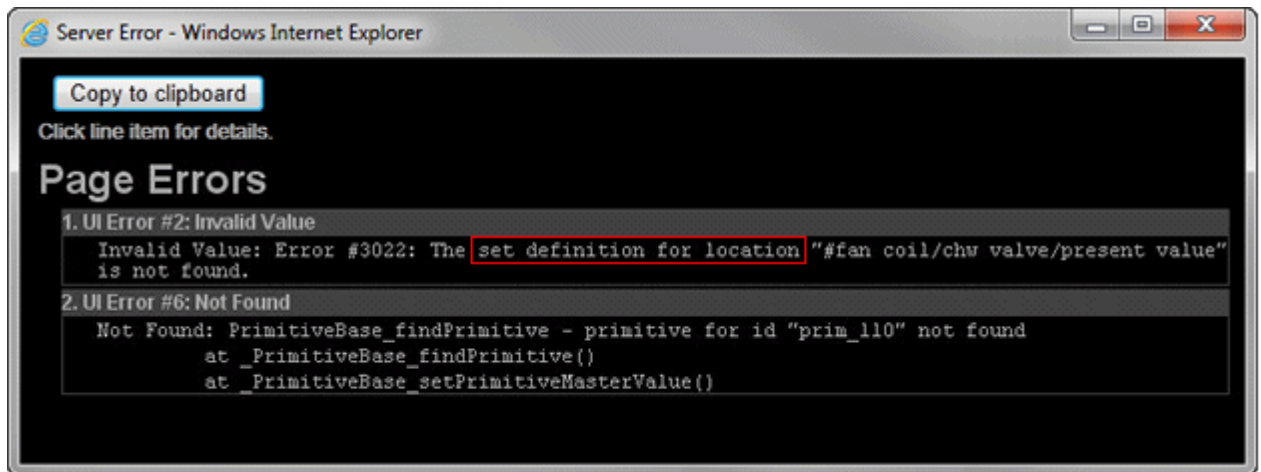 Server Error - Windows Internet Explorer
Copy to clipboard
Click line item for details.
Page Errors
1. UI Error #2: Invalid Value
Invalid Value: Error #3022: The set definition for location "#fan coil/chw valve/present value"
is not found.
2. UI Error #6: Not Found
Not Found: PrimitiveBase_findPrimitive - primitive for id "prim_110" not found
at _PrimitiveBase_findPrimitive()
at _PrimitiveBase_setPrimitiveMasterValue()